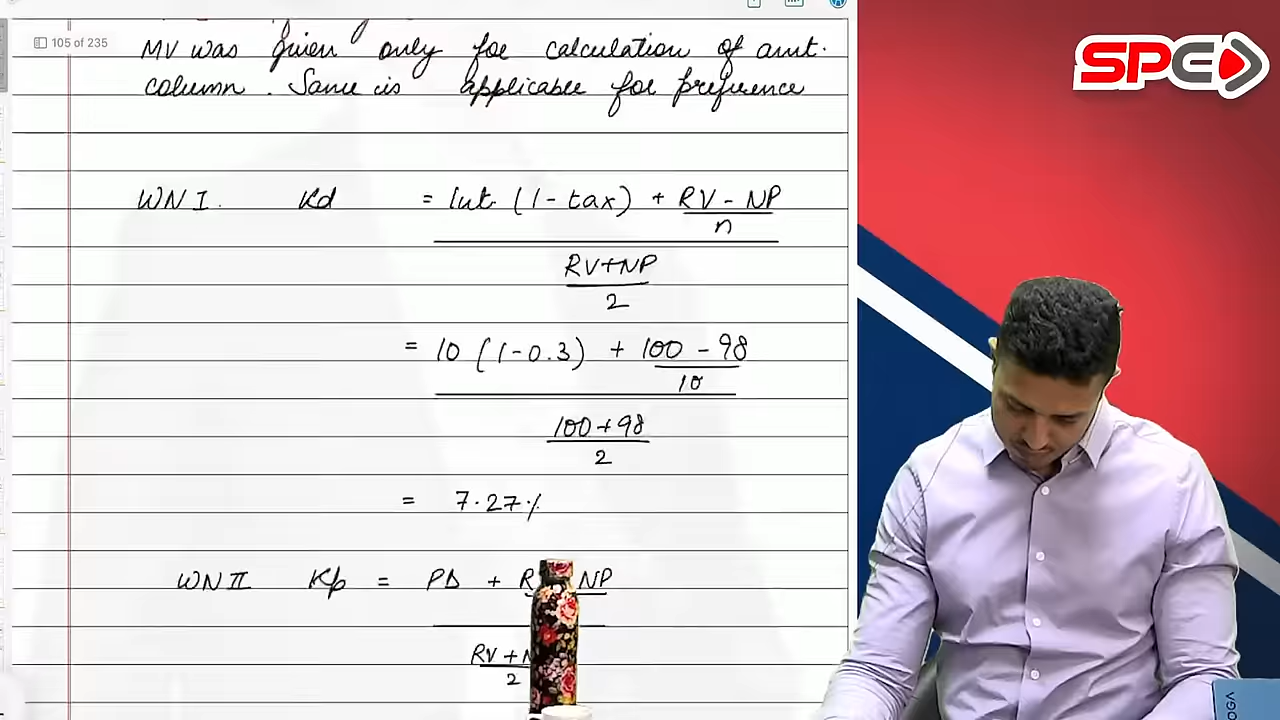 105 of 235
MV was given only for calculation of amt.
column. Same is applicable for preference
WN I. Kd = Int. (1 - tax) + RV - NP
n
RV+NP
2
= 10 (1-0.3) + 100 - 98
10
100+98
2
= 7.27%
WN II Kp = PD + R NP
RV +
2
SPC
YOGA